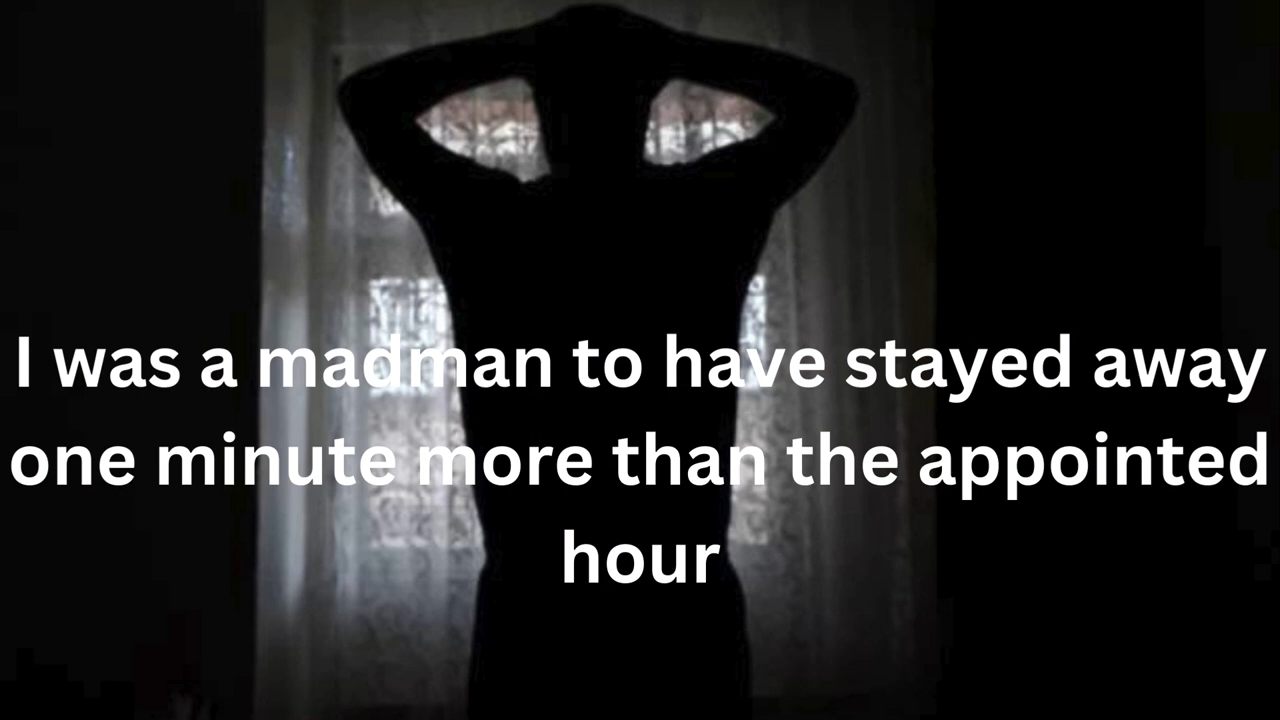 I was a madman to have stayed away
one minute more than the appointed
hour